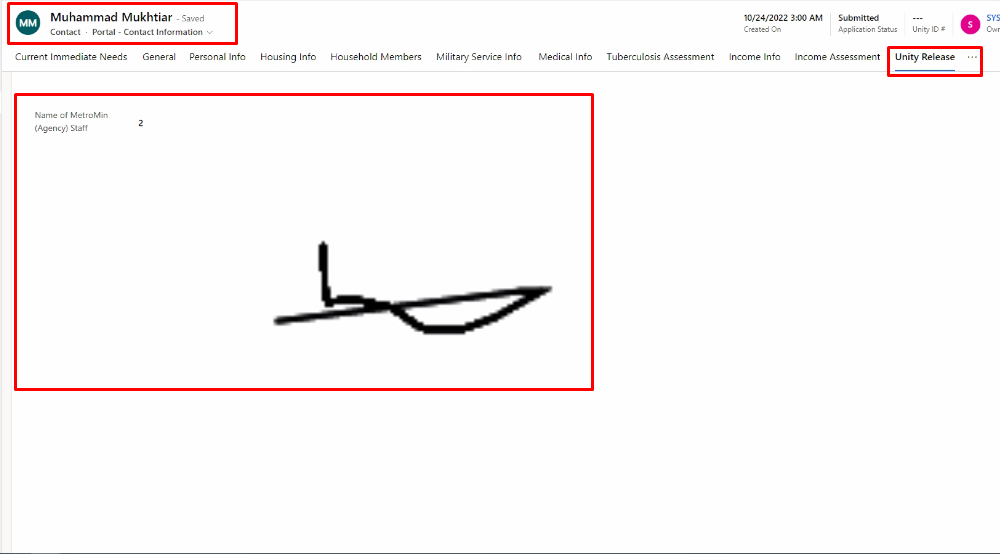 MM
Muhammad Mukhtiar - Saved
Contact · Portal - Contact Information
10/24/2022 3:00 AM
Created On
Submitted
Application Status
---
Unity ID #
S
SYS
Own
Current Immediate Needs General Personal Info Housing Info Household Members Military Service Info Medical Info Tuberculosis Assessment Income Info Income Assessment Unity Release ...
Name of MetroMin
(Agency) Staff
2